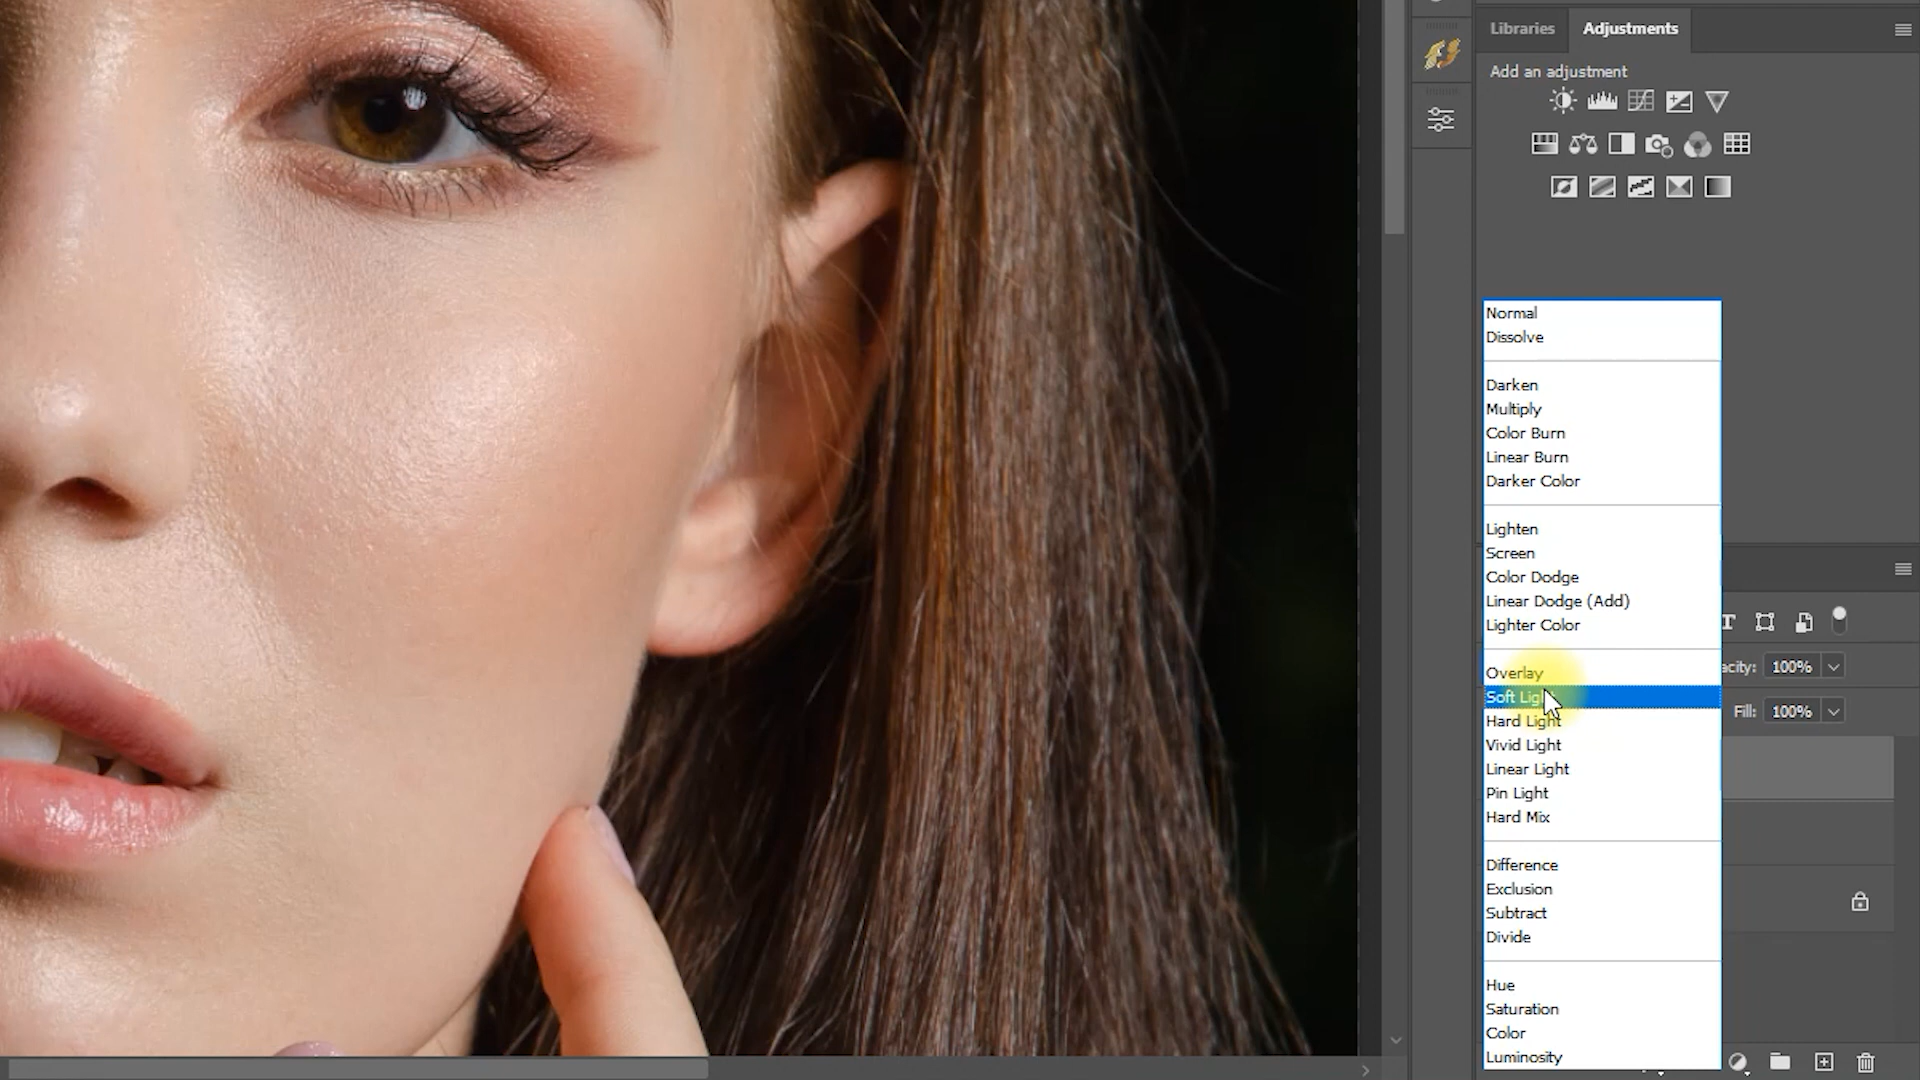 Libraries
Adjustments
Add an adjustment
Normal
Dissolve
Darken
Multiply
Color Burn
Linear Burn
Darker Color
Lighten
Screen
Color Dodge
Linear Dodge (Add)
Lighter Color
Overlay
Soft Light
Hard Light
Vivid Light
Linear Light
Pin Light
Hard Mix
Difference
Exclusion
Subtract
Divide
Hue
Saturation
Color
Luminosity
acity: 100%
Fill: 100%